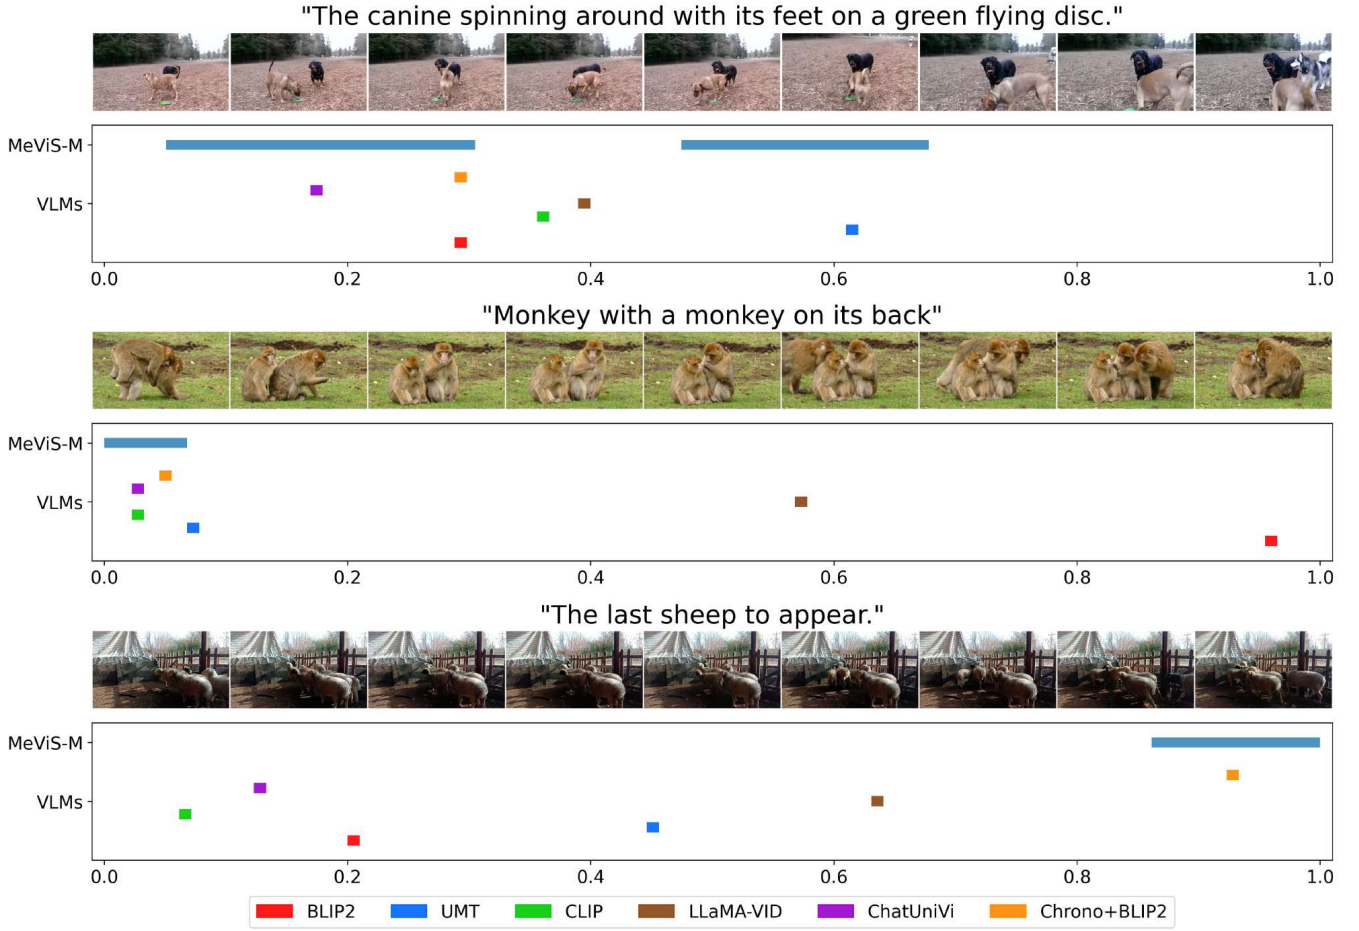 "The canine spinning around with its feet on a green flying disc."
MeViS-M
VLMs
0.0 0.2 0.4 0.6 0.8 1.0
"Monkey with a monkey on its back"
MeViS-M
VLMs
0.0 0.2 0.4 0.6 0.8 1.0
"The last sheep to appear."
MeViS-M
VLMs
0.0 0.2 0.4 0.6 0.8 1.0
BLIP2 UMT CLIP LLaMA-VID ChatUniVi Chrono+BLIP2